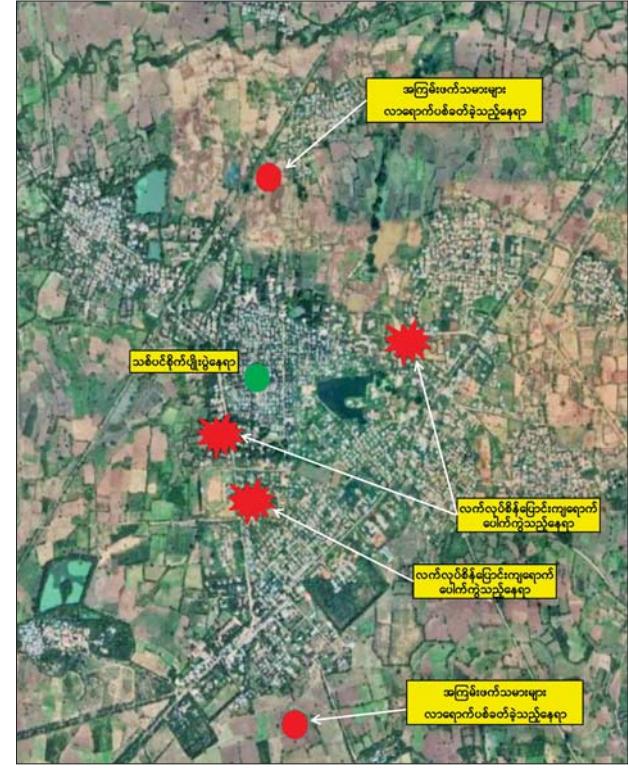 အကြမ်းဖက်သမားများ
လာရောက်ပစ်ခတ်ခဲ့သည့်နေရာ
သစ်ပင်စိုက်ပျိုးပွဲနေရာ
လက်လုပ်စိန်ပြောင်းကျရောက်
ပေါက်ကွဲသည့်နေရာ
လက်လုပ်စိန်ပြောင်းကျရောက်
ပေါက်ကွဲသည့်နေရာ
အကြမ်းဖက်သမားများ
လာရောက်ပစ်ခတ်ခဲ့သည့်နေရာ